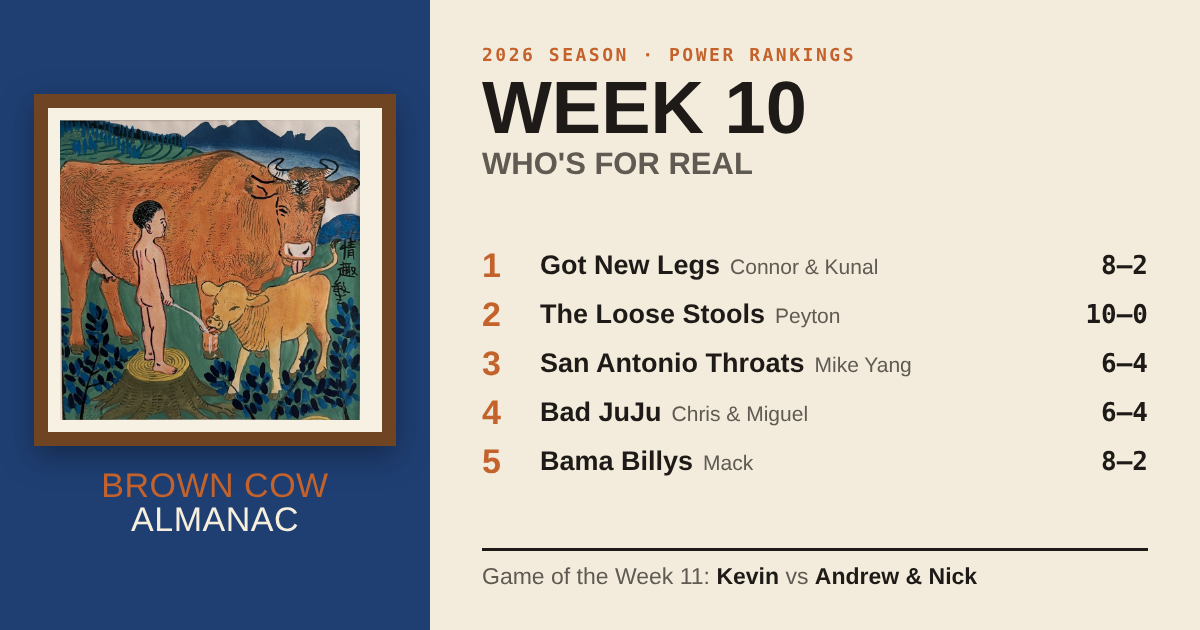 情
趣
BROWN COW
ALMANAC
2026 SEASON · POWER RANKINGS
WEEK 10
WHO'S FOR REAL
1 Got New Legs Connor & Kunal 8–2
2 The Loose Stools Peyton 10–0
3 San Antonio Throats Mike Yang 6–4
4 Bad JuJu Chris & Miguel 6–4
5 Bama Billys Mack 8–2
Game of the Week 11: Kevin vs Andrew & Nick